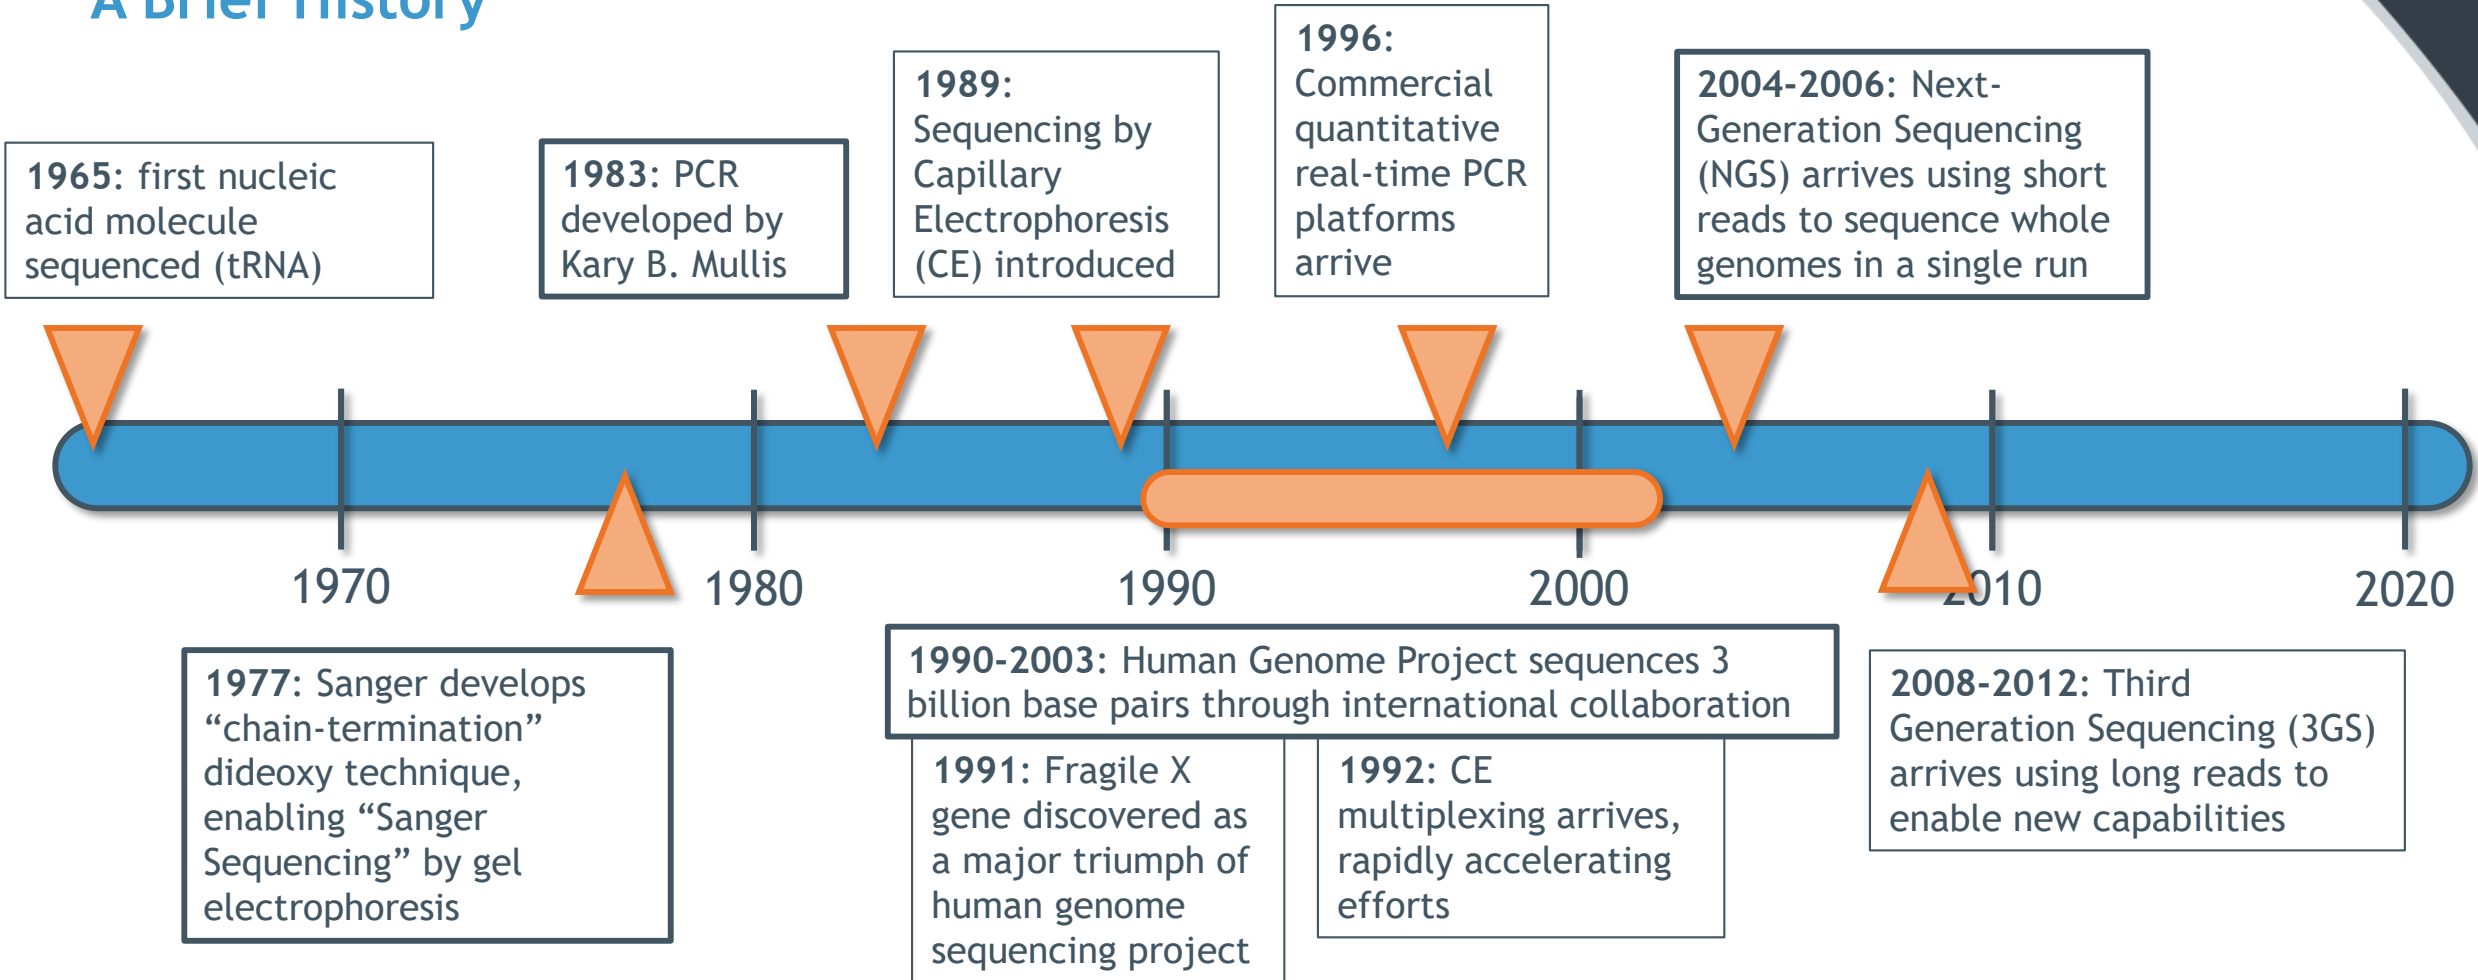 A Brief History
1965: first nucleic
acid molecule
sequenced (tRNA)
1983: PCR
developed by
Kary B. Mullis
1989:
Sequencing by
Capillary
Electrophoresis
(CE) introduced
1996:
Commercial
quantitative
real-time PCR
platforms
arrive
2004-2006: Next-
Generation Sequencing
(NGS) arrives using short
reads to sequence whole
genomes in a single run
1970
1980
1990
2000
2010
2020
1977: Sanger develops
“chain-termination”
dideoxy technique,
enabling “Sanger
Sequencing” by gel
electrophoresis
1990-2003: Human Genome Project sequences 3
billion base pairs through international collaboration
1991: Fragile X
gene discovered as
a major triumph of
human genome
sequencing project
1992: CE
multiplexing arrives,
rapidly accelerating
efforts
2008-2012: Third
Generation Sequencing (3GS)
arrives using long reads to
enable new capabilities